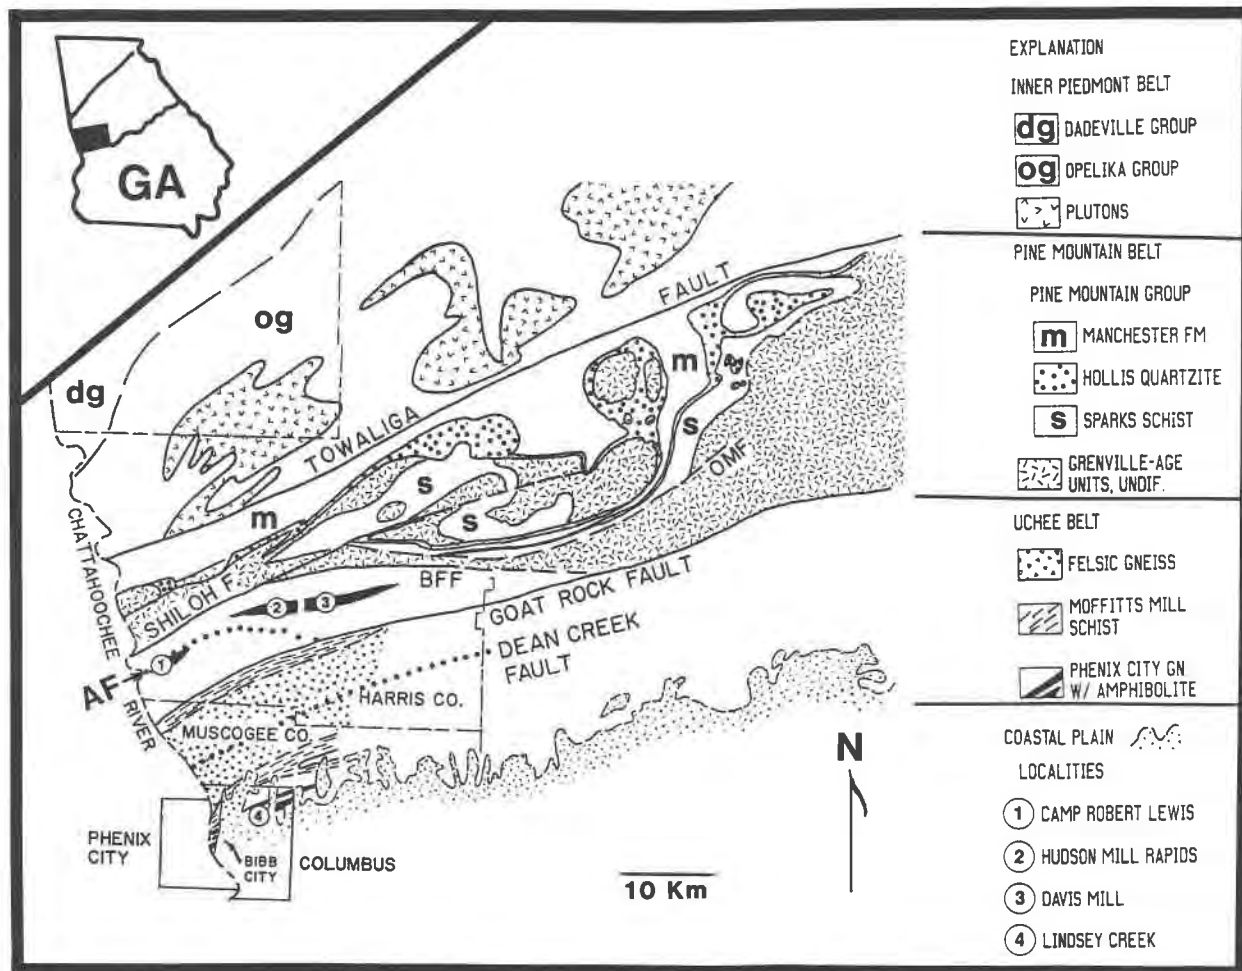 GA
dg
og
FAULT
TOWALIGA
m
m
s
s
s
OMF
CHATTAHOOCHEE
RIVER
SHILOH F
BFF
2
3
1
AF
GOAT ROCK FAULT
DEAN CREEK
FAULT
HARRIS CO.
MUSCOGEE CO.
4
PHENIX
CITY
BIBB
CITY
COLUMBUS
10 Km
N
EXPLANATION
INNER PIEDMONT BELT
dg DADEVILLE GROUP
og OPELIKA GROUP
PLUTONS
PINE MOUNTAIN BELT
PINE MOUNTAIN GROUP
m MANCHESTER FM
HOLLIS QUARTZITE
s SPARKS SCHIST
GRENVILLE-AGE
UNITS, UNDIF.
UCHEE BELT
FELSIC GNEISS
MOFFITTS MILL
SCHIST
PHENIX CITY GN
W/ AMPHIBOLITE
COASTAL PLAIN
LOCALITIES
1 CAMP ROBERT LEWIS
2 HUDSON MILL RAPIDS
3 DAVIS MILL
4 LINDSEY CREEK